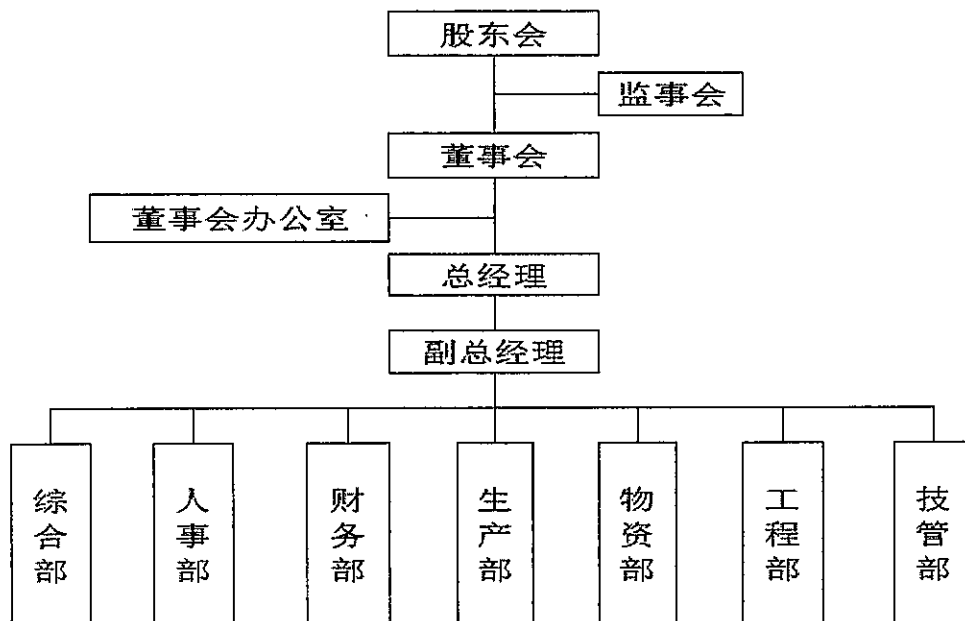 股东会
监事会
董事会
董事会办公室
总经理
副总经理
综合部
人事部
财务部
生产部
物资部
工程部
技管部